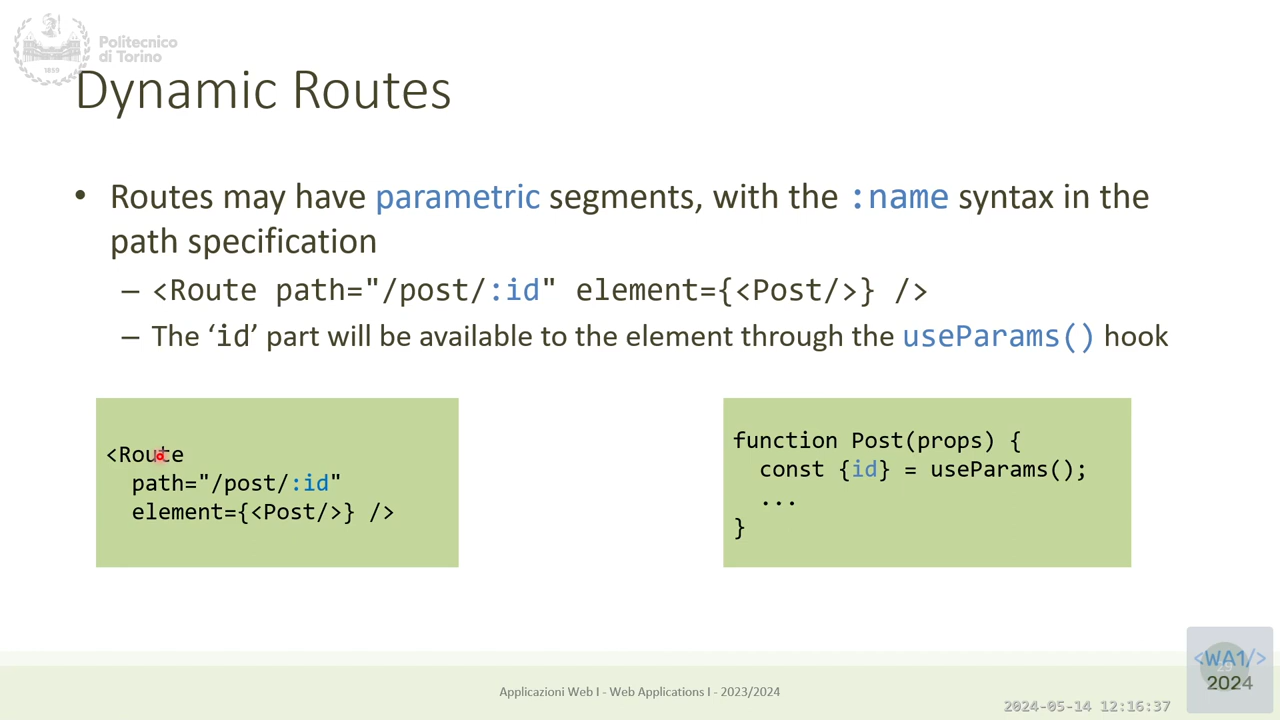 Politecnico
di Torino
1859
Dynamic Routes
• Routes may have parametric segments, with the :name syntax in the
path specification
– <Route path="/post/:id" element={<Post/>} />
– The ‘id’ part will be available to the element through the useParams() hook
<Route
path="/post/:id"
element={<Post/>} />
function Post(props) {
const {id} = useParams();
...
}
Applicazioni Web I - Web Applications I - 2023/2024
<WA1/>
2024
2024-05-14 12:16:37